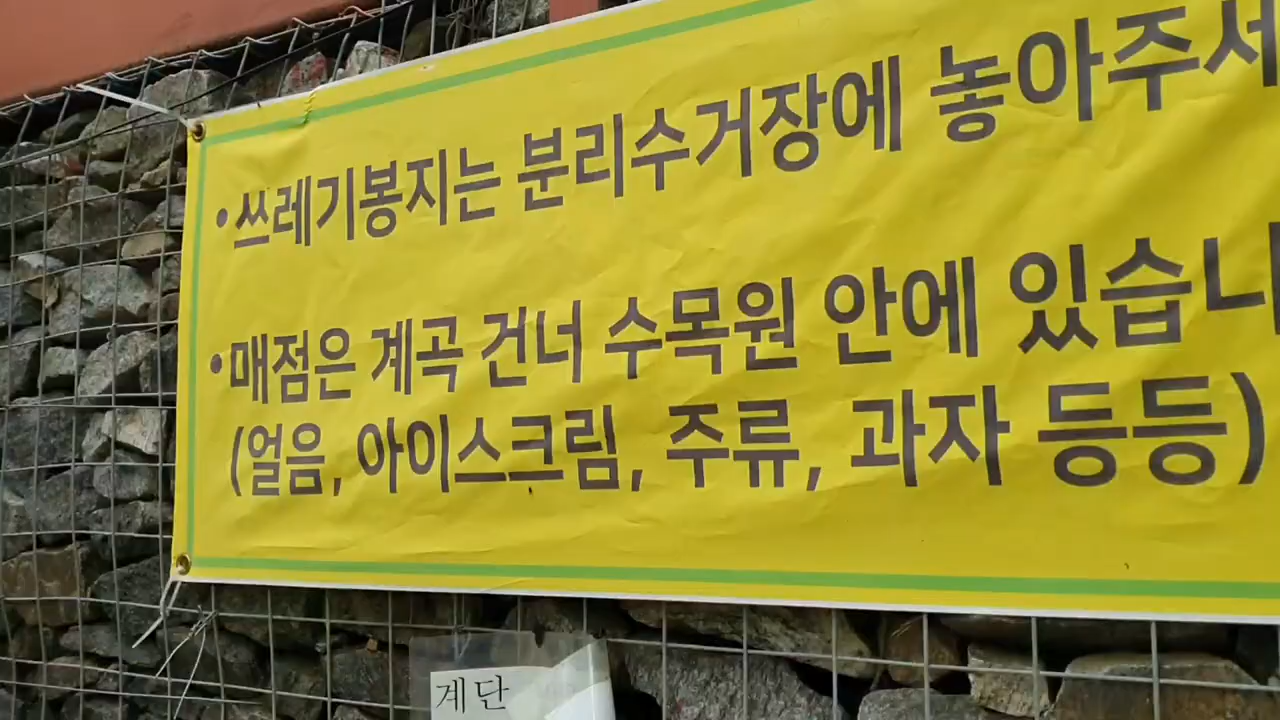 •쓰레기봉지는 분리수거장에 놓아주세
•매점은 계곡 건너 수목원 안에 있습니
(얼음, 아이스크림, 주류, 과자 등등)
계단